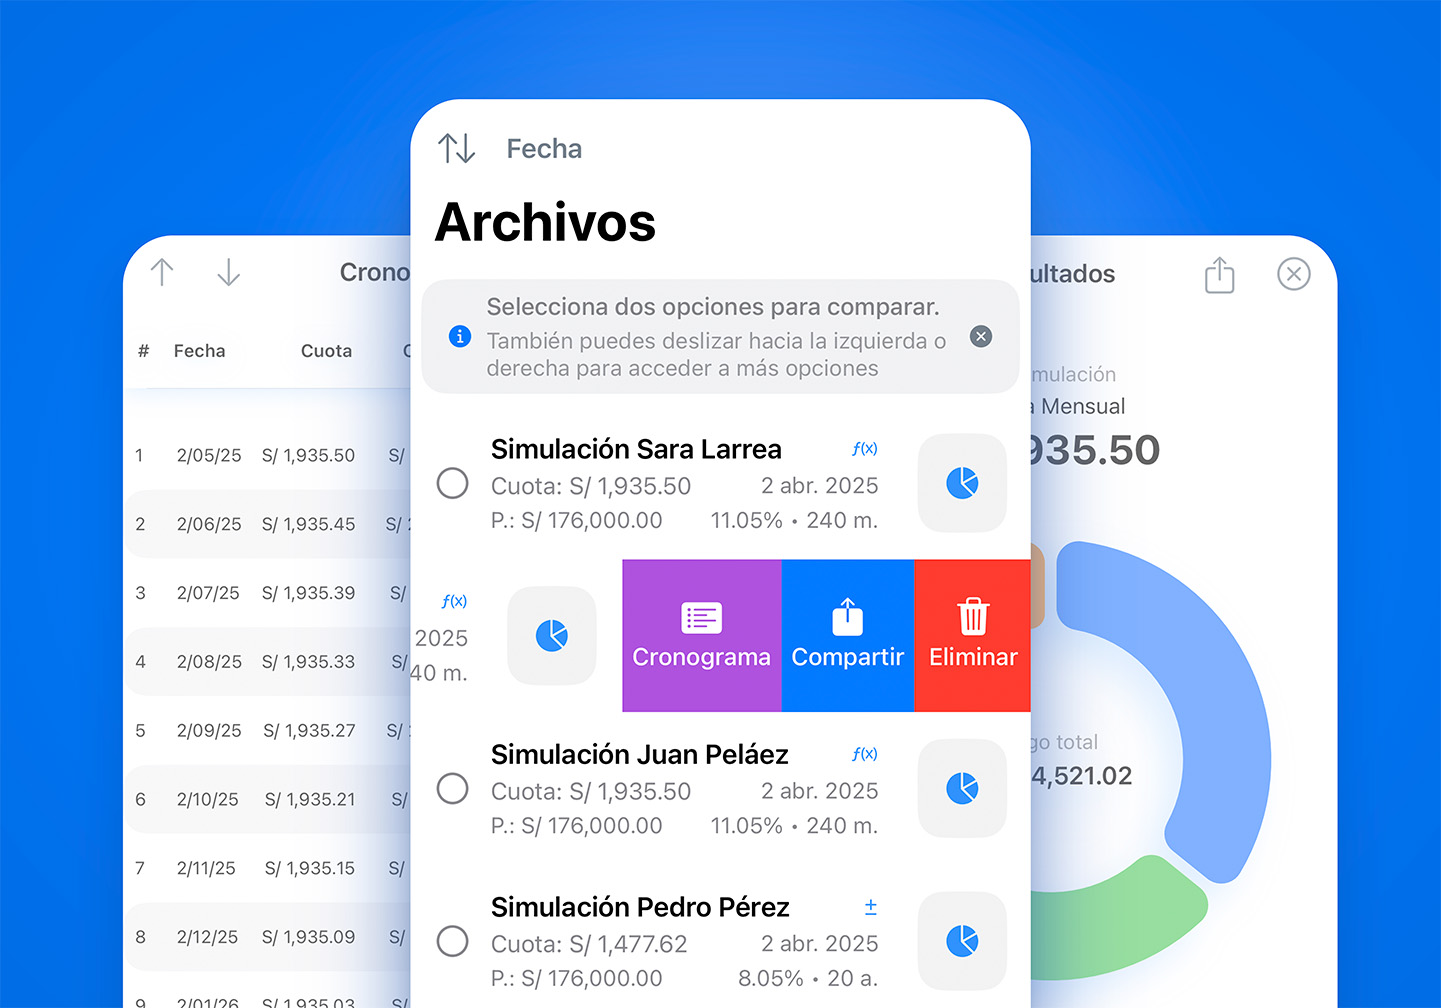 Fecha
Archivos
Selecciona dos opciones para comparar.
También puedes deslizar hacia la izquierda o
derecha para acceder a más opciones
Simulación Sara Larrea f(x)
Cuota: S/ 1,935.50 2 abr. 2025
P.: S/ 176,000.00 11.05% • 240 m.
f(x)
2025
40 m.
Cronograma Compartir Eliminar
Simulación Juan Peláez f(x)
Cuota: S/ 1,935.50 2 abr. 2025
P.: S/ 176,000.00 11.05% • 240 m.
Simulación Pedro Pérez ±
Cuota: S/ 1,477.62 2 abr. 2025
P.: S/ 176,000.00 8.05% • 20 a.
Crono
# Fecha Cuota
1 2/05/25 S/ 1,935.50 S/
2 2/06/25 S/ 1,935.45 S/
3 2/07/25 S/ 1,935.39 S/
4 2/08/25 S/ 1,935.33 S/
5 2/09/25 S/ 1,935.27 S/
6 2/10/25 S/ 1,935.21 S/
7 2/11/25 S/ 1,935.15 S/
8 2/12/25 S/ 1,935.09 S/
9 2/01/26 S/ 1,935.03 S/
ultados
mulación
a Mensual
935.50
go total
4,521.02